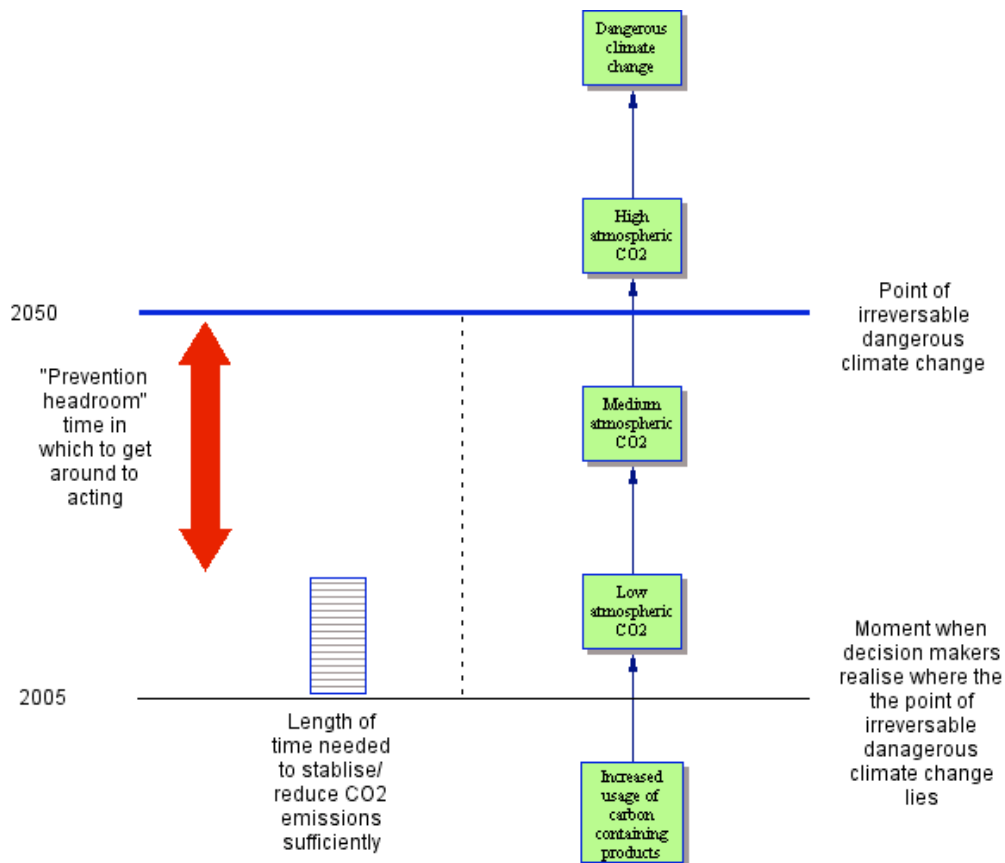 Dangerous
climate
change
High
atmospheric
CO2
2050
Point of
irreversable
dangerous
climate change
"Prevention
headroom"
time in
which to get
around to
acting
Medium
atmospheric
CO2
Low
atmospheric
CO2
Moment when
decision makers
realise where the
the point of
irreversable
danagerous
climate change
lies
2005
Length of
time needed
to stablise/
reduce CO2
emissions
sufficiently
Increased
usage of
carbon
containing
products